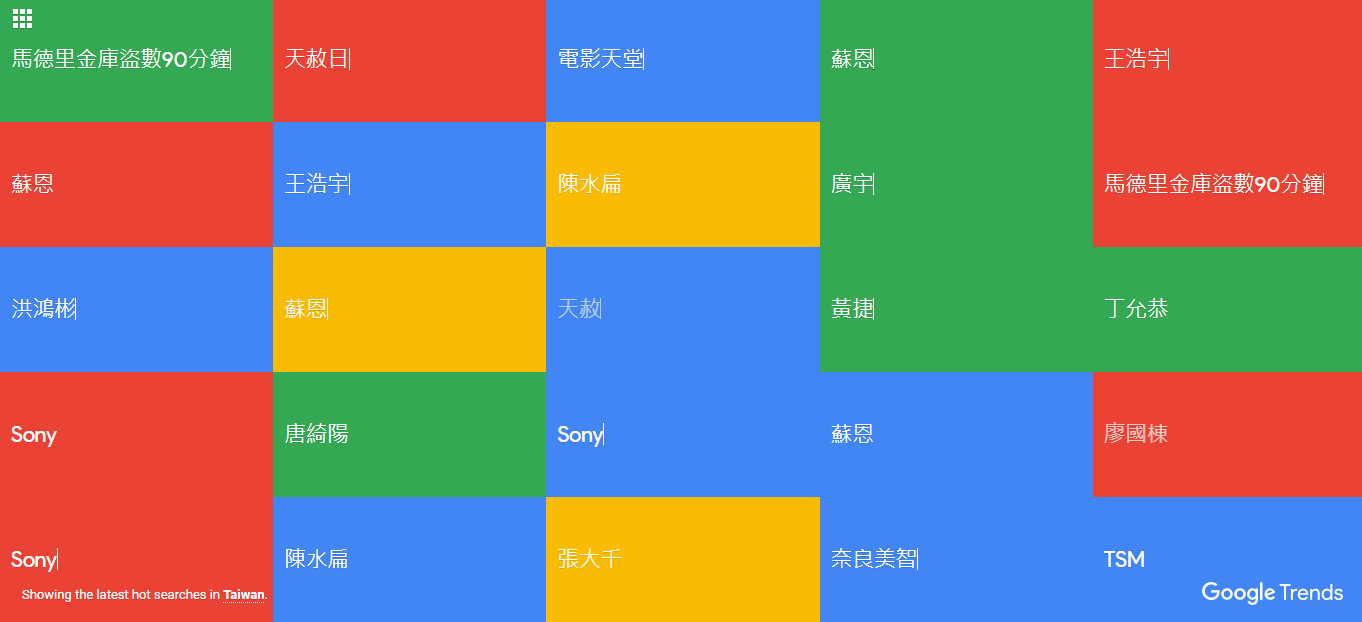 馬德里金庫盜數90分鐘
天赦日
電影天堂
蘇恩
王浩宇
蘇恩
王浩宇
陳水扁
廣宇
馬德里金庫盜數90分鐘
洪鴻彬
蘇恩
天赦
黃捷
丁允恭
Sony
唐綺陽
Sony
蘇恩
廖國棟
Sony
陳水扁
張大千
奈良美智
TSM
Showing the latest hot searches in Taiwan.
Google Trends